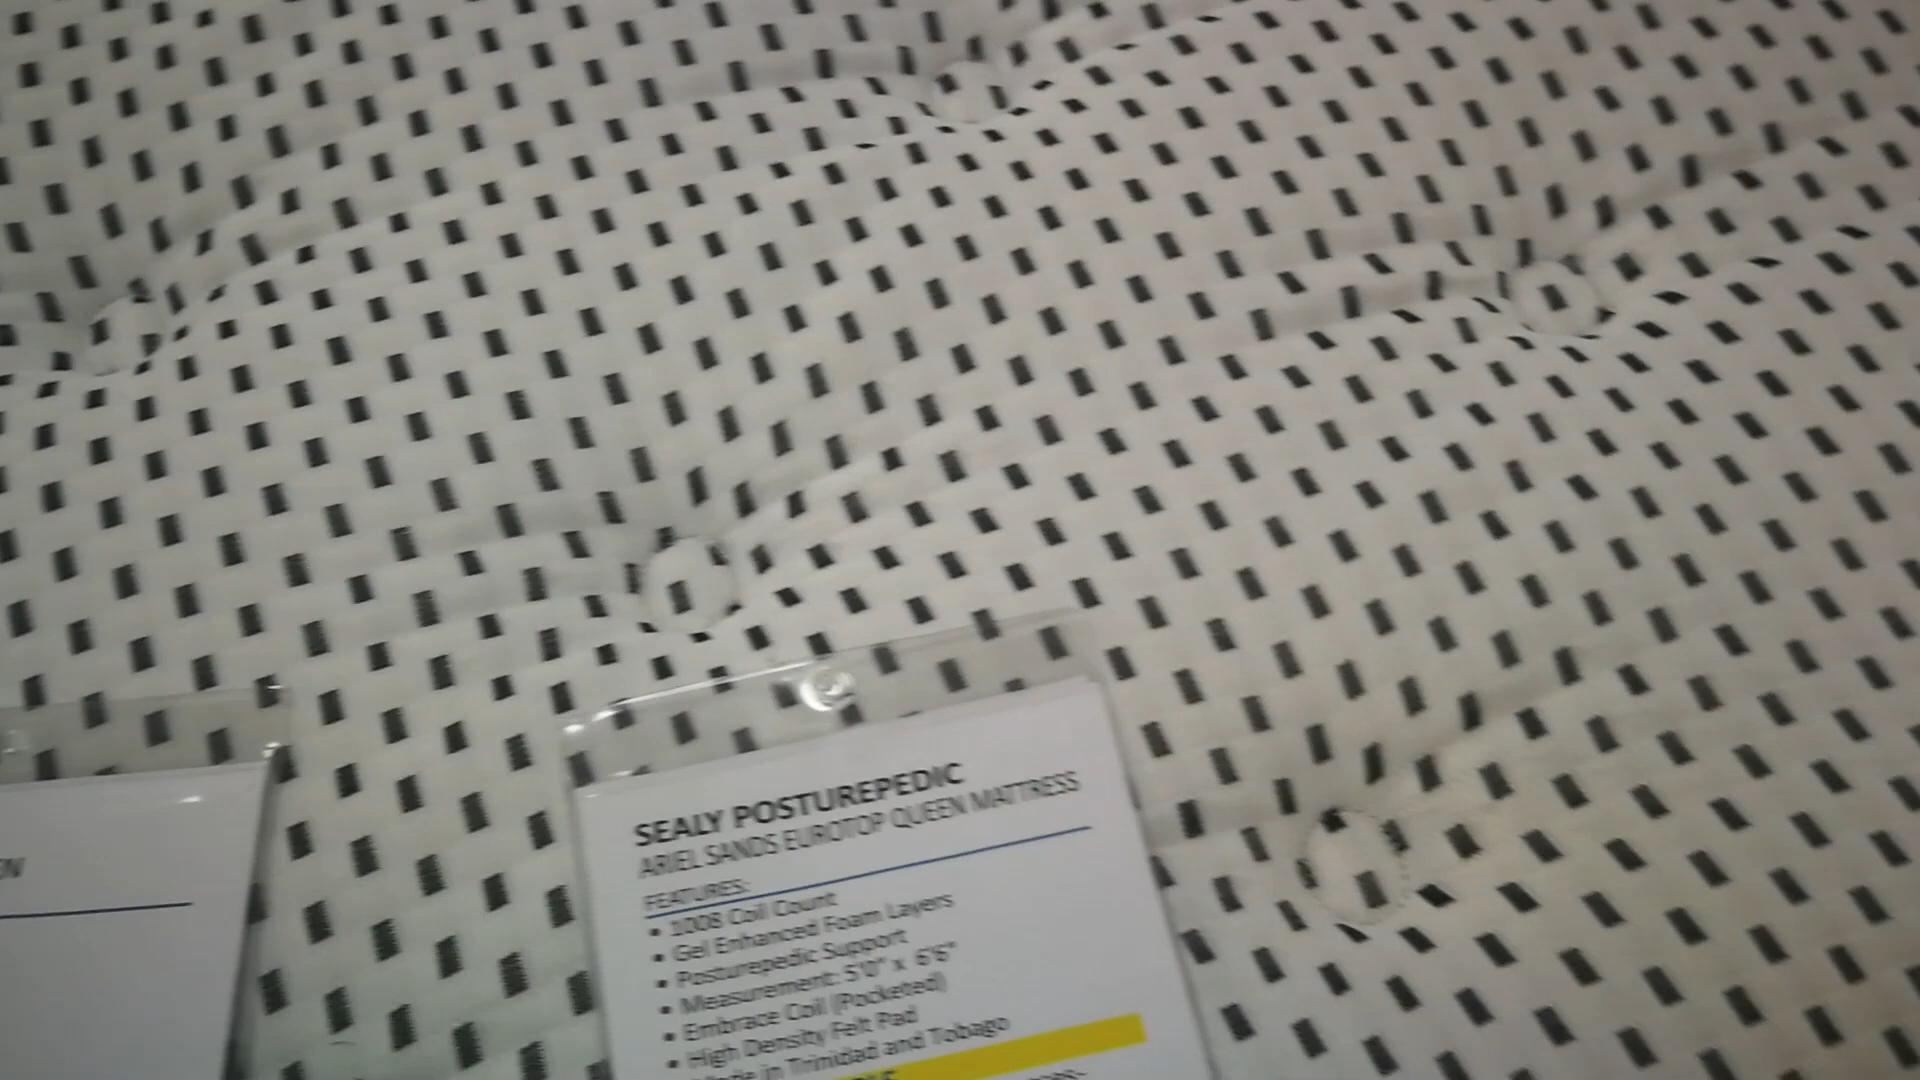 SEALY POSTUREPEDIC
ARIEL SANDS EUROTOP QUEEN MATTRESS
FEATURES:
• 1008 Coil Count
• Gel Enhanced Foam Layers
• Posturepedic Support
• Measurement: 5'0" x 6'6"
• Embrace Coil (Pocketed)
• High Density Felt Pad
Made in Trinidad and Tobago